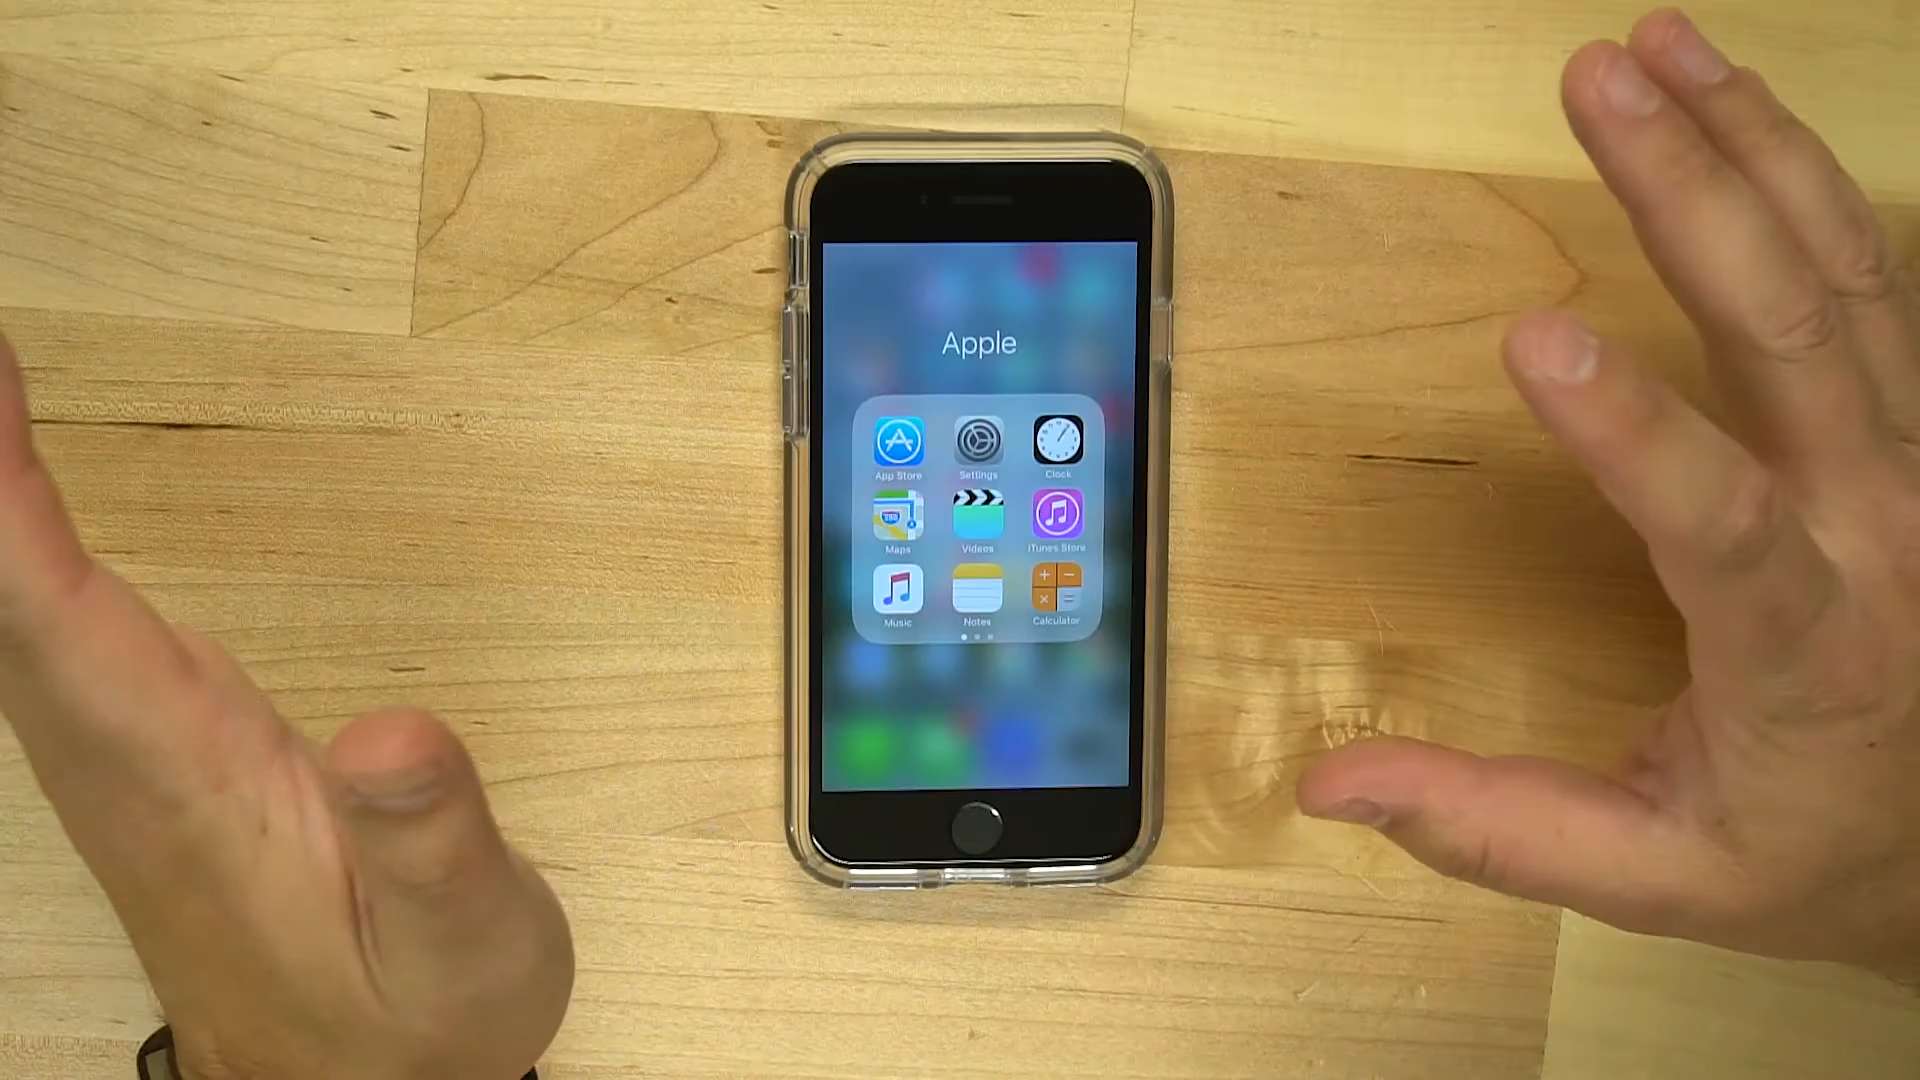 Apple
App Store Settings Clock
Maps Videos iTunes Store
Music Notes Calculator